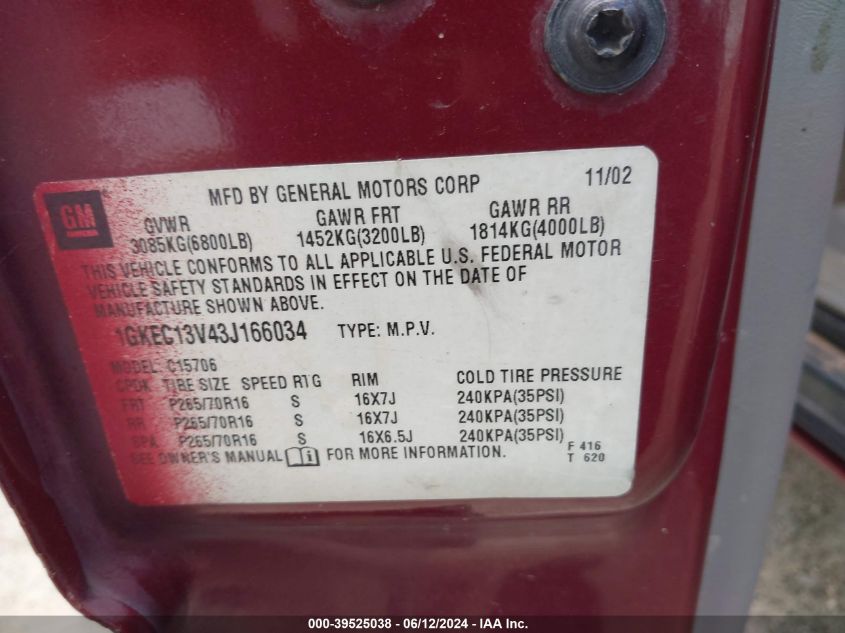 GM
MFD BY GENERAL MOTORS CORP 11/02
GVWR GAWR FRT GAWR RR
3085KG(6800LB) 1452KG(3200LB) 1814KG(4000LB)
THIS VEHICLE CONFORMS TO ALL APPLICABLE U.S. FEDERAL MOTOR
VEHICLE SAFETY STANDARDS IN EFFECT ON THE DATE OF
MANUFACTURE SHOWN ABOVE.
1GKEC13V43J166034 TYPE: M.P.V.
MODEL: C15706
TIRE SIZE SPEED RTG RIM COLD TIRE PRESSURE
FRT P265/70R16 S 16X7J 240KPA(35PSI)
RR P265/70R16 S 16X7J 240KPA(35PSI)
SPA P265/70R16 S 16X6.5J 240KPA(35PSI)
SEE OWNER'S MANUAL i FOR MORE INFORMATION.
F 416
T 620
000-39525038 - 06/12/2024 - IAA Inc.